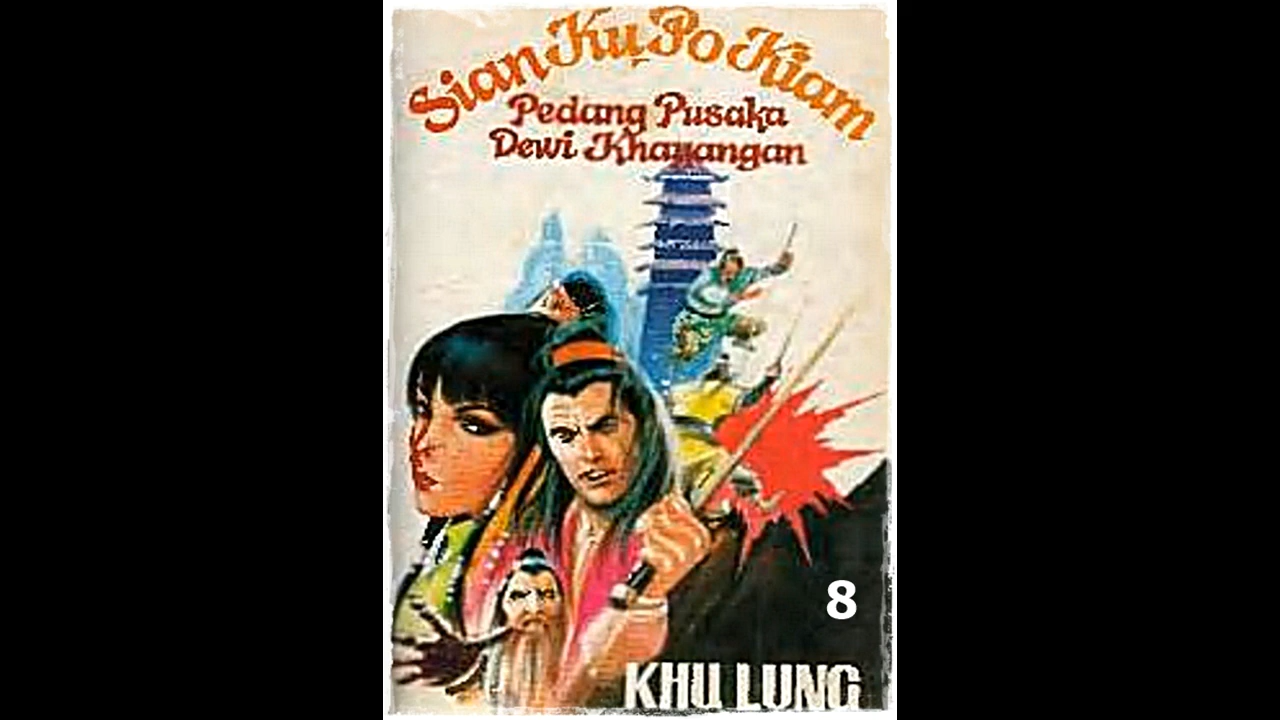 Sian Ku Po Kiam
Pedang Pusaka
Dewi Khayangan
8
KHU LUNG